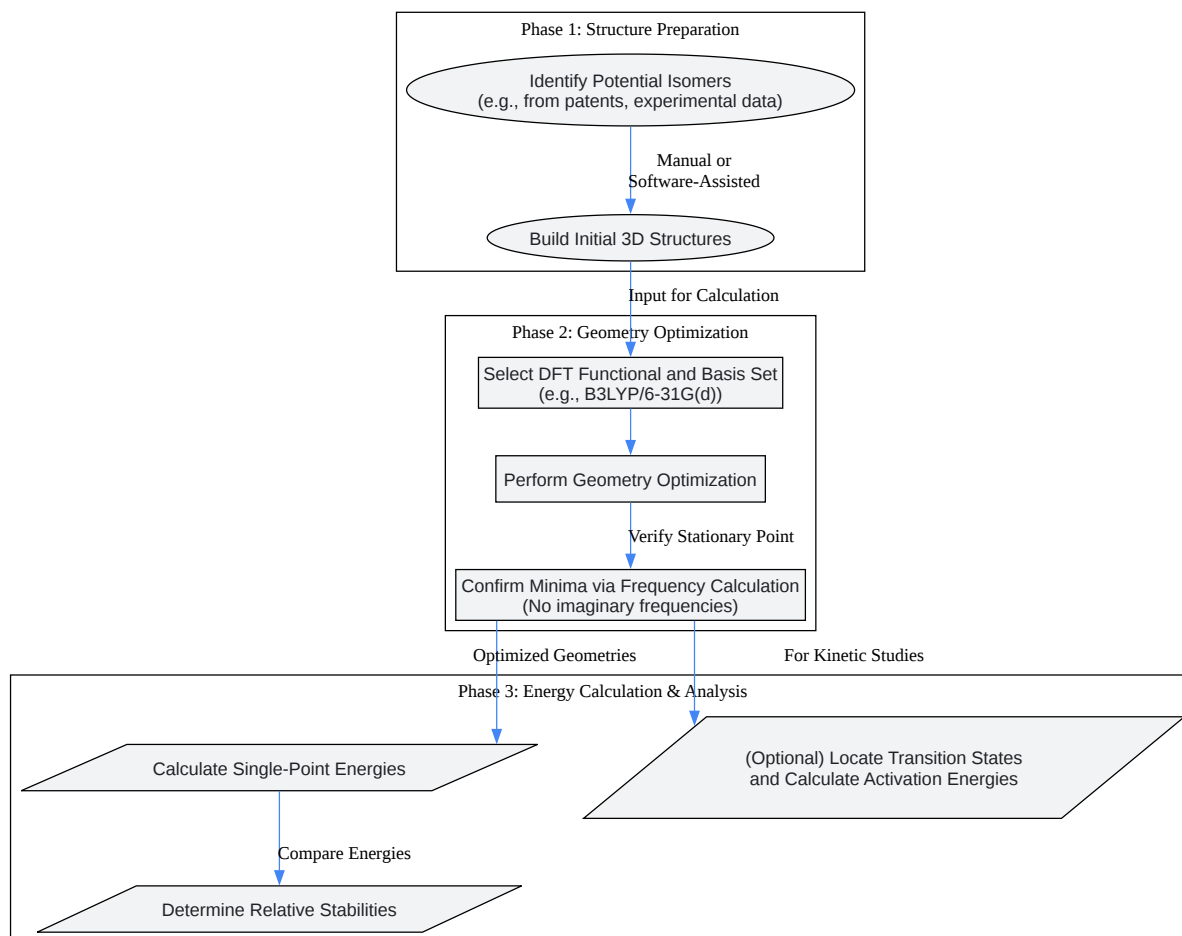 Phase 1: Structure Preparation
Identify Potential Isomers
(e.g., from patents, experimental data)
Manual or
Software-Assisted
Build Initial 3D Structures
Input for Calculation
Phase 2: Geometry Optimization
Select DFT Functional and Basis Set
(e.g., B3LYP/6-31G(d))
Perform Geometry Optimization
Verify Stationary Point
Confirm Minima via Frequency Calculation
(No imaginary frequencies)
Optimized Geometries
For Kinetic Studies
Phase 3: Energy Calculation & Analysis
Calculate Single-Point Energies
(Optional) Locate Transition States
and Calculate Activation Energies
Compare Energies
Determine Relative Stabilities